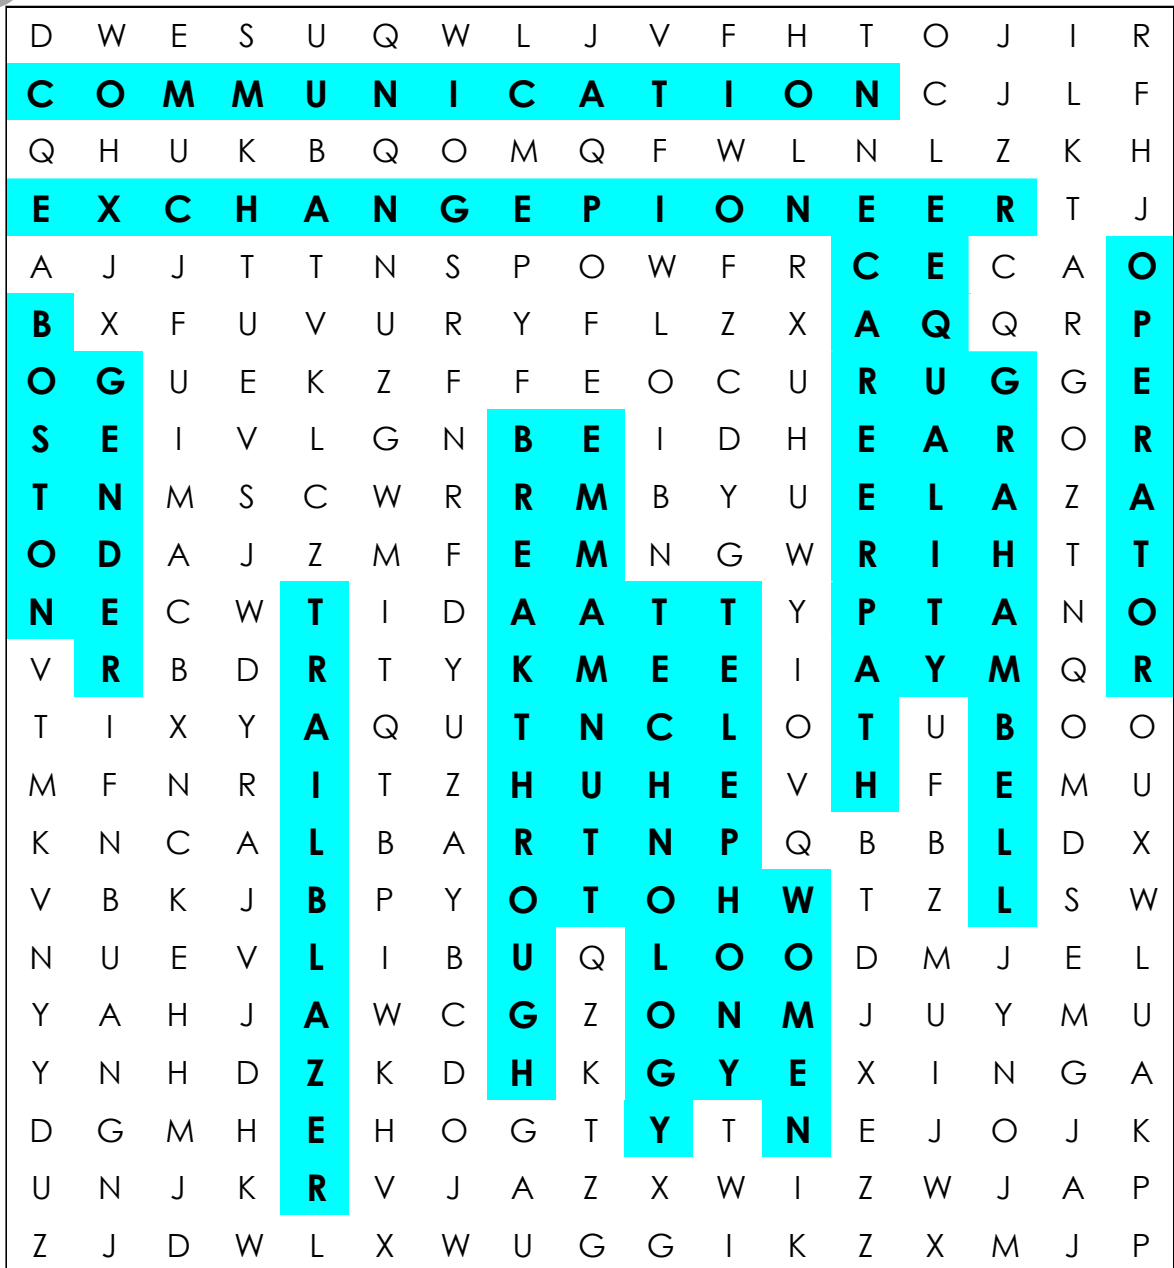 D W E S U Q W L J V F H T O J I R
C O M M U N I C A T I O N C J L F
Q H U K B Q O M Q F W L N L Z K H
E X C H A N G E P I O N E E R T J
A J J T T N S P O W F R C E C A O
B X F U V U R Y F L Z X A Q Q R P
O G U E K Z F F E O C U R U G G E
S E I V L G N B E I D H E A R O R
T N M S C W R R M B Y U E L A Z A
O D A J Z M F E M N G W R I H T T
N E C W T I D A A T T Y P T A N O
V R B D R T Y K M E E I A Y M Q R
T I X Y A Q U T N C L O T U B O O
M F N R I T Z H U H E V H F E M U
K N C A L B A R T N P Q B B L D X
V B K J B P Y O T O H W T Z L S W
N U E V L I B U Q L O O D M J E L
Y A H J A W C G Z O N M J U Y M U
Y N H D Z K D H K G Y E X I N G A
D G M H E H O G T Y T N E J O J K
U N J K R V J A Z X W I Z W J A P
Z J D W L X W U G G I K Z X M J P